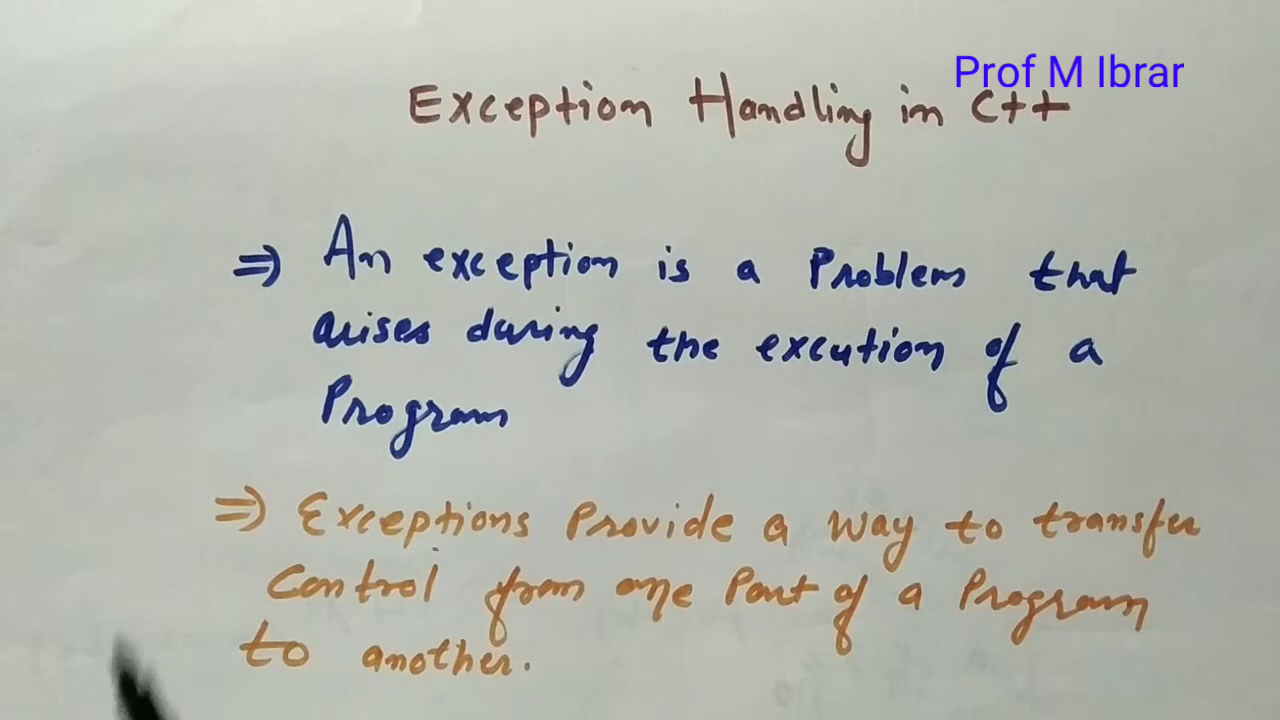 Prof M Ibrar
Exception Handling in C++
⇒ An exception is a Problem that
arises during the excution of a
Program
⇒ Exceptions Provide a way to transfer
Control from one Part of a Program
to another.